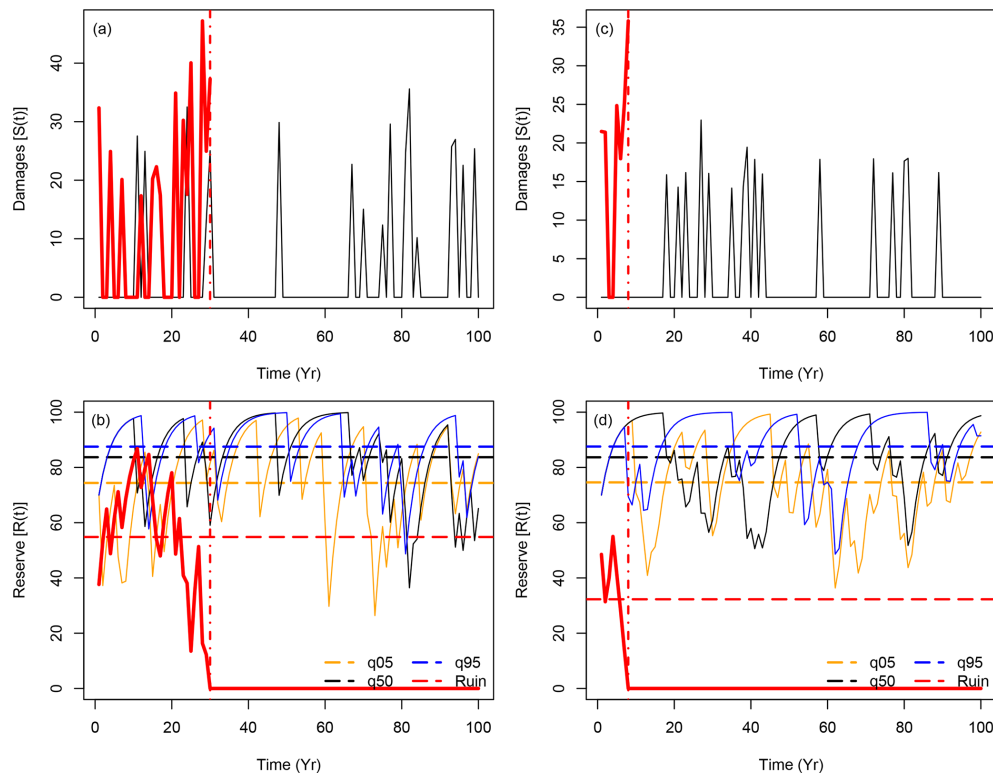 (a)
Damages [S(t)]
40
30
20
10
0
0 20 40 60 80 100
Time (Yr)
(c)
Damages [S(t)]
35
30
25
20
15
10
5
0
0 20 40 60 80 100
Time (Yr)
(b)
Reserve [R(t)]
100
80
60
40
20
0
q05 q95
q50 Ruin
0 20 40 60 80 100
Time (Yr)
(d)
Reserve [R(t)]
100
80
60
40
20
0
q05 q95
q50 Ruin
0 20 40 60 80 100
Time (Yr)